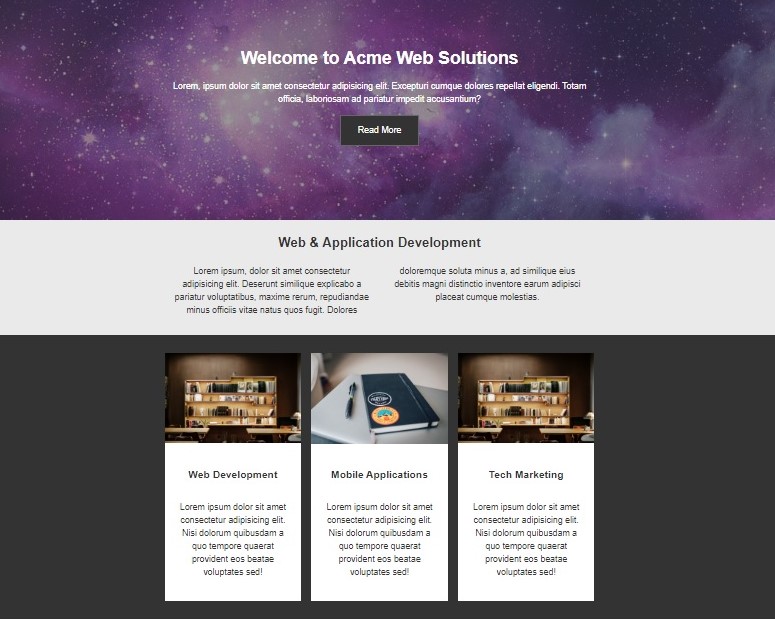 Welcome to Acme Web Solutions
Lorem, ipsum dolor sit amet consectetur adipisicing elit. Excepturi cumque dolores repellat eligendi. Totam
officia, laboriosam ad pariatur impedit accusantium?
Read More
Web & Application Development
Lorem ipsum, dolor sit amet consectetur
adipisicing elit. Deserunt similique explicabo a
pariatur voluptatibus, maxime rerum, repudiandae
minus officiis vitae natus quos fugit. Dolores
doloremque soluta minus a, ad similique eius
debitis magni distinctio inventore earum adipisci
placeat cumque molestias.
Web Development
Lorem ipsum dolor sit amet
consectetur adipisicing elit.
Nisi dolorum quibusdam a
quo tempore quaerat
provident eos beatae
voluptates sed!
Mobile Applications
Lorem ipsum dolor sit amet
consectetur adipisicing elit.
Nisi dolorum quibusdam a
quo tempore quaerat
provident eos beatae
voluptates sed!
Tech Marketing
Lorem ipsum dolor sit amet
consectetur adipisicing elit.
Nisi dolorum quibusdam a
quo tempore quaerat
provident eos beatae
voluptates sed!